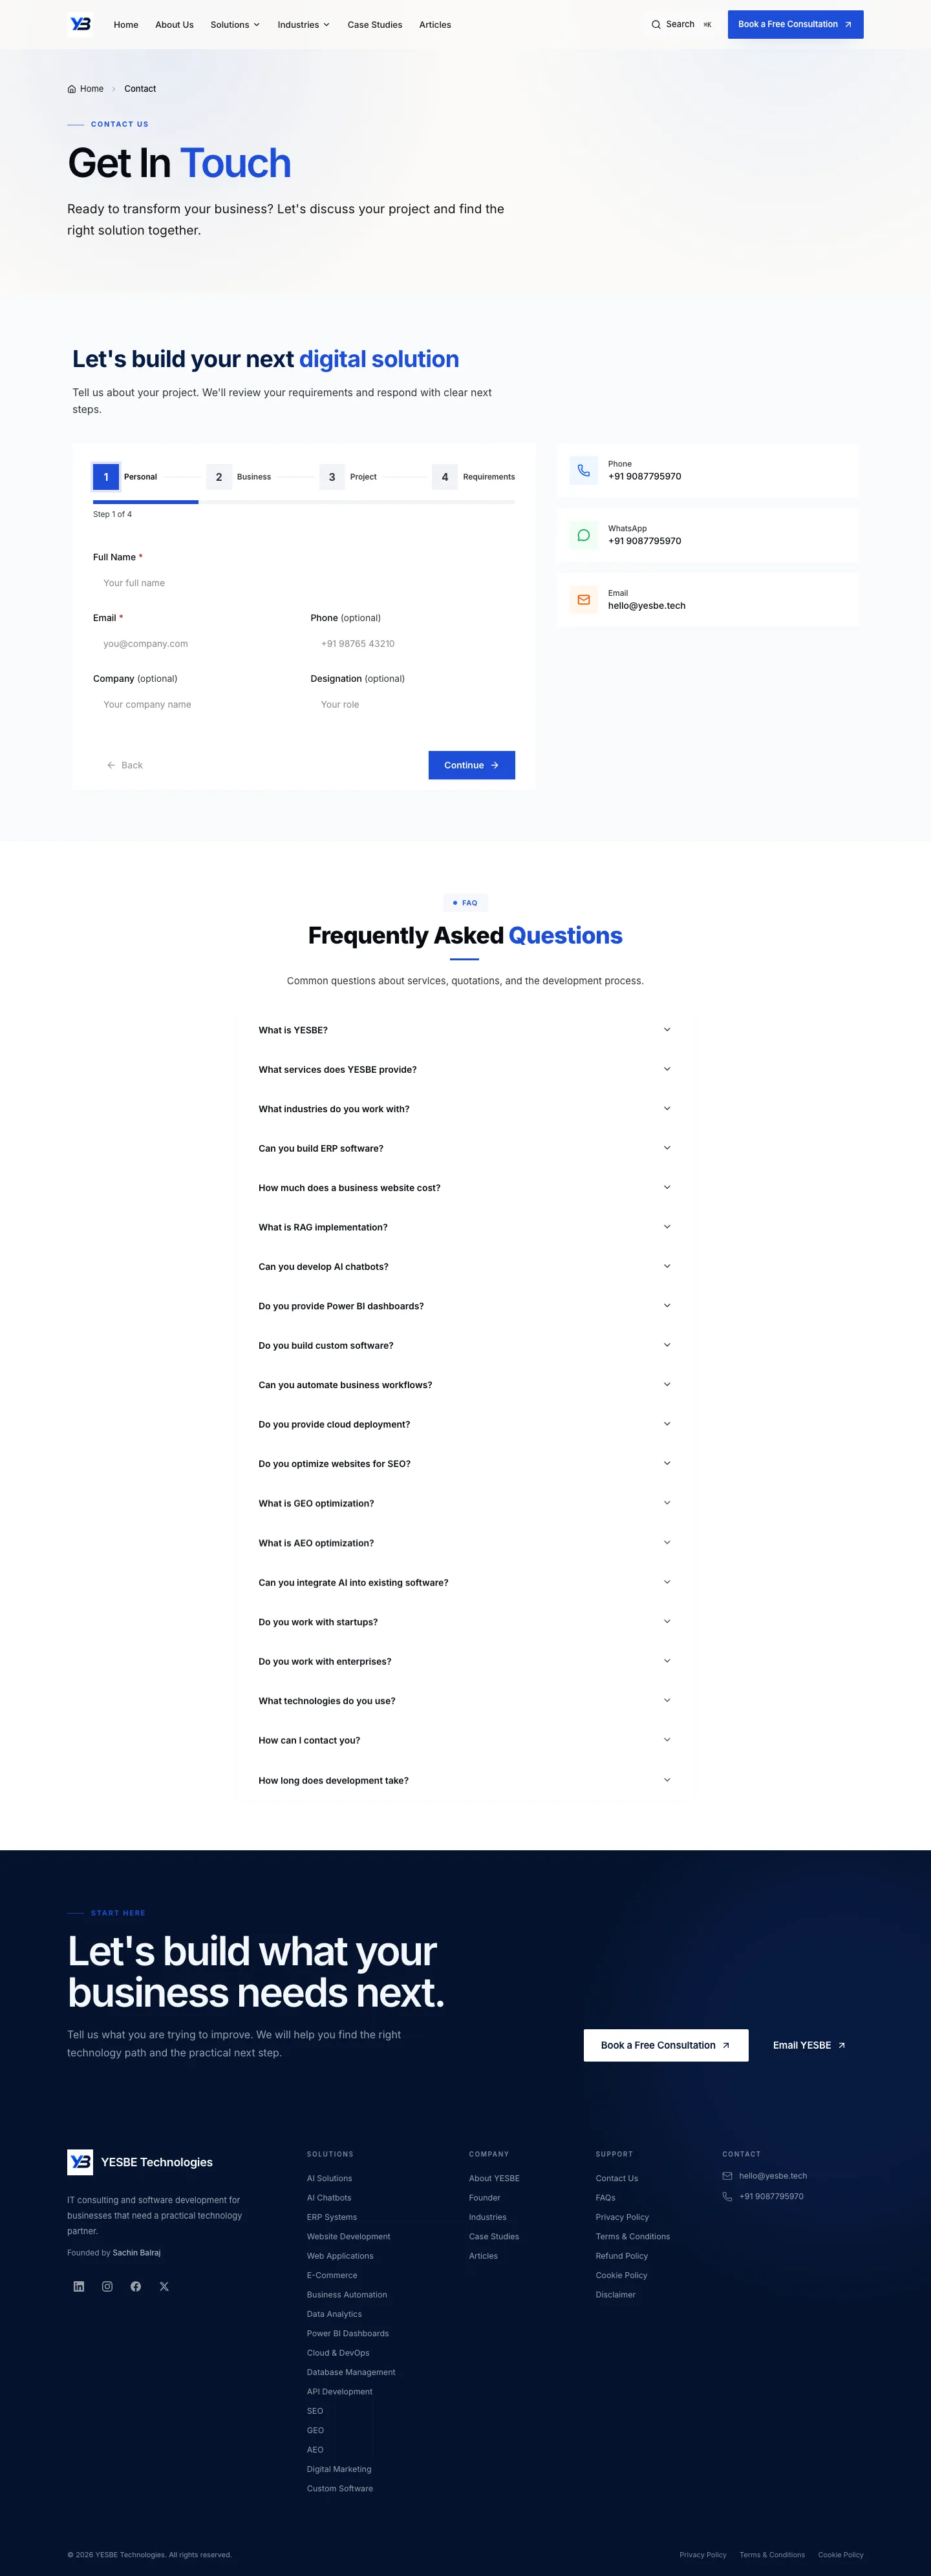 YB Home About Us Solutions Industries Case Studies Articles Search ⌘K Book a Free Consultation
Home > Contact
CONTACT US
Get In Touch
Ready to transform your business? Let's discuss your project and find the
right solution together.
Let's build your next digital solution
Tell us about your project. We'll review your requirements and respond with clear next
steps.
1 Personal 2 Business 3 Project 4 Requirements
Step 1 of 4
Full Name *
Your full name
Email * Phone (optional)
you@company.com +91 98765 43210
Company (optional) Designation (optional)
Your company name Your role
Back Continue
Phone
+91 9087795970
WhatsApp
+91 9087795970
Email
hello@yesbe.tech
FAQ
Frequently Asked Questions
Common questions about services, quotations, and the development process.
What is YESBE?
What services does YESBE provide?
What industries do you work with?
Can you build ERP software?
How much does a business website cost?
What is RAG implementation?
Can you develop AI chatbots?
Do you provide Power BI dashboards?
Do you build custom software?
Can you automate business workflows?
Do you provide cloud deployment?
Do you optimize websites for SEO?
What is GEO optimization?
What is AEO optimization?
Can you integrate AI into existing software?
Do you work with startups?
Do you work with enterprises?
What technologies do you use?
How can I contact you?
How long does development take?
START HERE
Let's build what your
business needs next.
Tell us what you are trying to improve. We will help you find the right
technology path and the practical next step.
Book a Free Consultation Email YESBE
YB YESBE Technologies
IT consulting and software development for
businesses that need a practical technology
partner.
Founded by Sachin Balraj
SOLUTIONS
AI Solutions
AI Chatbots
ERP Systems
Website Development
Web Applications
E-Commerce
Business Automation
Data Analytics
Power BI Dashboards
Cloud & DevOps
Database Management
API Development
SEO
GEO
AEO
Digital Marketing
Custom Software
COMPANY
About YESBE
Founder
Industries
Case Studies
Articles
SUPPORT
Contact Us
FAQs
Privacy Policy
Terms & Conditions
Refund Policy
Cookie Policy
Disclaimer
CONTACT
hello@yesbe.tech
+91 9087795970
© 2026 YESBE Technologies. All rights reserved.
Privacy Policy Terms & Conditions Cookie Policy